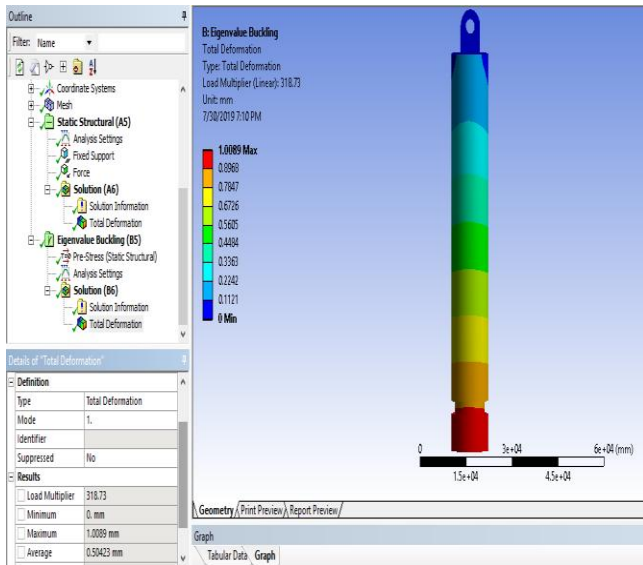 Outline
Filter: Name
Coordinate Systems
Mesh
Static Structural (A5)
Analysis Settings
Fixed Support
Force
Solution (A6)
Solution Information
Total Deformation
Eigenvalue Buckling (B5)
Pre-Stress (Static Structural)
Analysis Settings
Solution (B6)
Solution Information
Total Deformation
Details of "Total Deformation"
Definition
Type Total Deformation
Mode 1.
Identifier
Suppressed No
Results
Load Multiplier 318.73
Minimum 0. mm
Maximum 1.0089 mm
Average 0.50423 mm
B: Eigenvalue Buckling
Total Deformation
Type: Total Deformation
Load Multiplier (Linear): 318.73
Unit: mm
7/30/2019 7:10 PM
1.0089 Max
0.8968
0.7847
0.6726
0.5605
0.4484
0.3363
0.2242
0.1121
0 Min
0 3e+04 6e+04 (mm)
1.5e+04 4.5e+04
Geometry Print Preview Report Preview
Graph
Tabular Data Graph